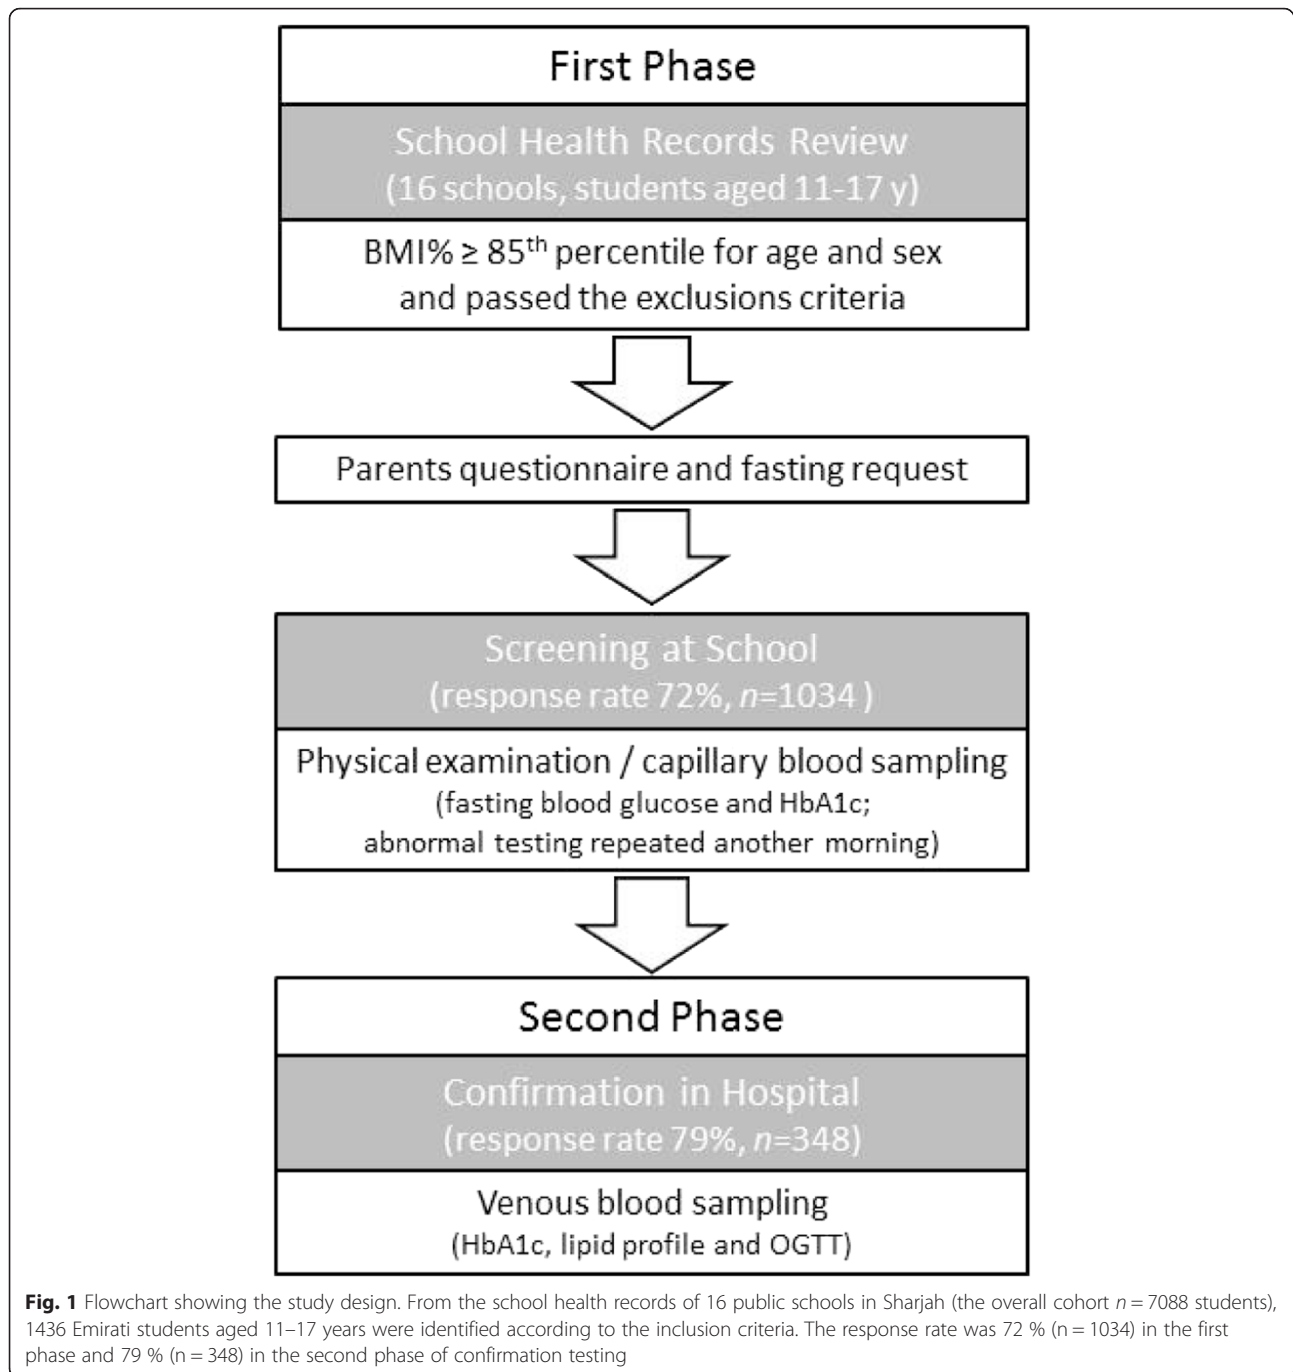 First Phase
School Health Records Review
(16 schools, students aged 11-17 y)
BMI% ≥ 85th percentile for age and sex
and passed the exclusions criteria
Parents questionnaire and fasting request
Screening at School
(response rate 72%, n=1034 )
Physical examination / capillary blood sampling
(fasting blood glucose and HbA1c;
abnormal testing repeated another morning)
Second Phase
Confirmation in Hospital
(response rate 79%, n=348)
Venous blood sampling
(HbA1c, lipid profile and OGTT)
Fig. 1 Flowchart showing the study design. From the school health records of 16 public schools in Sharjah (the overall cohort n = 7088 students),
1436 Emirati students aged 11–17 years were identified according to the inclusion criteria. The response rate was 72 % (n = 1034) in the first
phase and 79 % (n = 348) in the second phase of confirmation testing